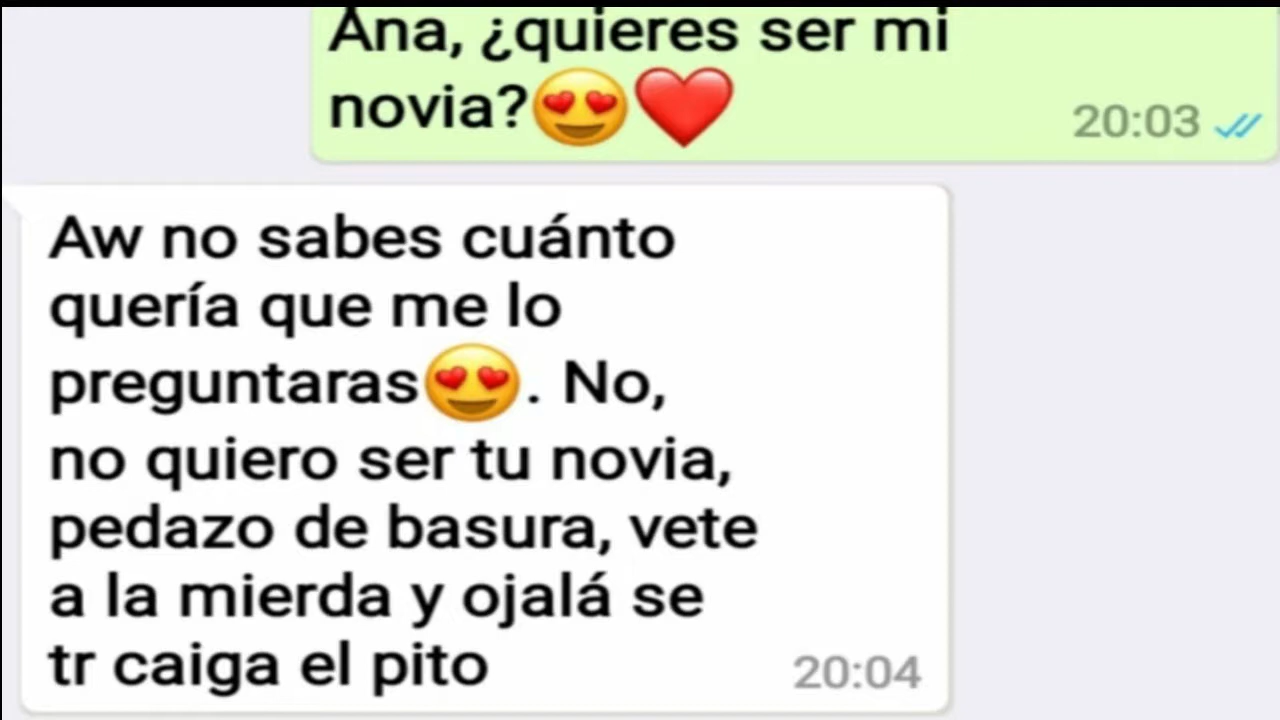 Ana, ¿quieres ser mi
novia?😍❤️
20:03
Aw no sabes cuánto
quería que me lo
preguntaras😍. No,
no quiero ser tu novia,
pedazo de basura, vete
a la mierda y ojalá se
tr caiga el pito
20:04